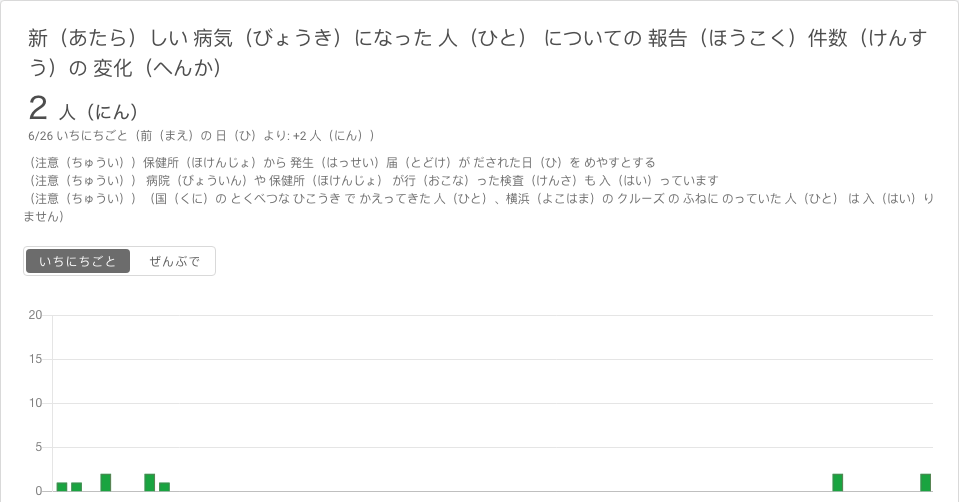 新（あたら）しい 病気（びょうき）になった 人（ひと） についての 報告（ほうこく）件数（けんす
う）の 変化（へんか）
2 人（にん）
6/26 いちにちごと（前（まえ）の 日（ひ）より: +2 人（にん））
（注意（ちゅうい））保健所（ほけんじょ）から 発生（はっせい）届（とどけ）が だされた日（ひ）を めやすとする
（注意（ちゅうい）） 病院（びょういん）や 保健所（ほけんじょ） が行（おこな）った検査（けんさ）も 入（はい）っています
（注意（ちゅうい））（国（くに）の とくべつな ひこうき で かえってきた 人（ひと）、横浜（よこはま）の クルーズ の ふねに のっていた 人（ひと） は 入（はい）り
ません）
いちにちごと ぜんぶで
20
15
10
5
0